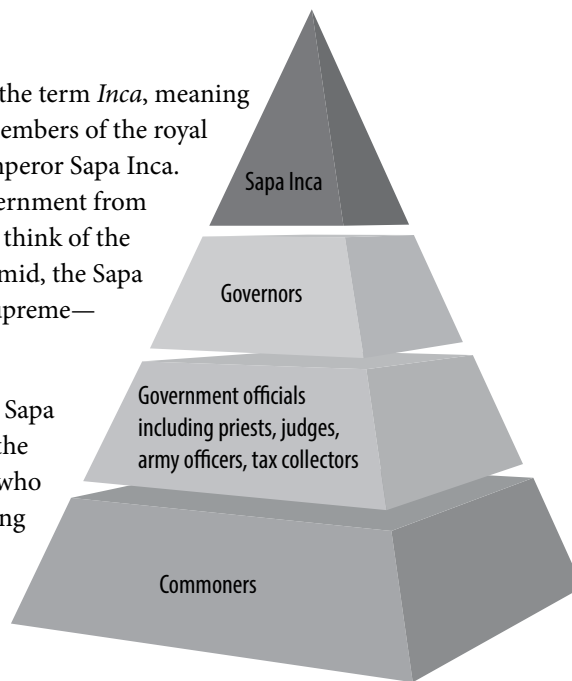 the term Inca, meaning
embers of the royal
nperor Sapa Inca.
ernment from
think of the
mid, the Sapa
upreme—
Sapa
the
who
ng
Sapa Inca
Governors
Government officials
including priests, judges,
army officers, tax collectors
Commoners